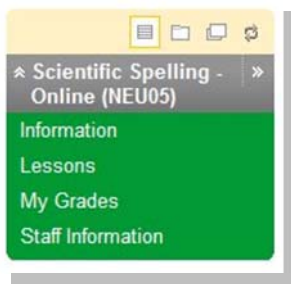 Scientific Spelling -
Online (NEU05)
Information
Lessons
My Grades
Staff Information